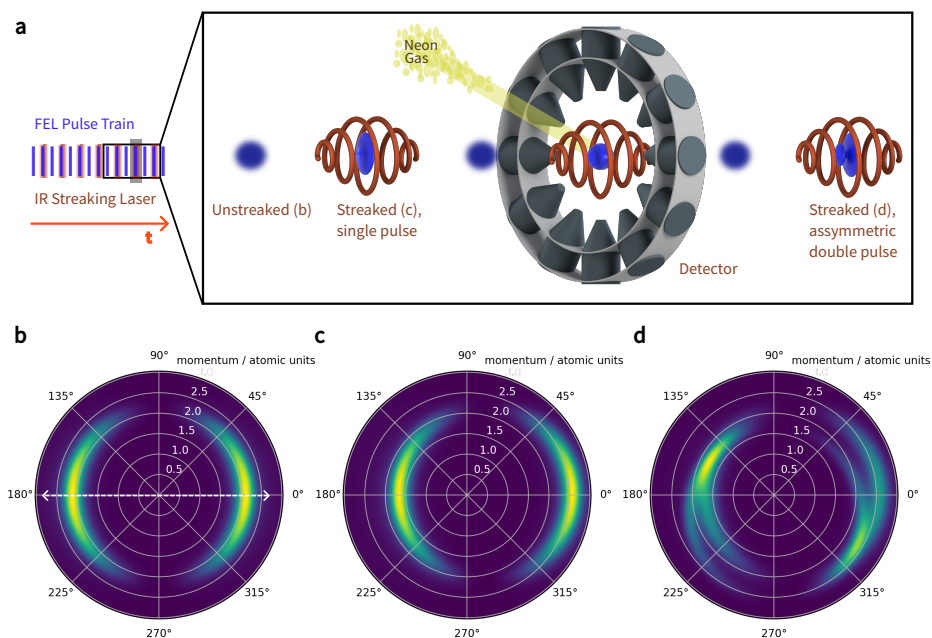 a
Neon
Gas
FEL Pulse Train
IR Streaking Laser
t
Unstreaked (b)
Streaked (c),
single pulse
Detector
Streaked (d),
assymmetric
double pulse
b
90°
momentum / atomic units
135°
45°
2.5
2.0
1.5
1.0
0.5
180°
0°
225°
315°
270°
c
90°
momentum / atomic units
135°
45°
2.5
2.0
1.5
1.0
0.5
180°
0°
225°
315°
270°
d
90°
momentum / atomic units
135°
45°
2.5
2.0
1.5
1.0
0.5
180°
0°
225°
315°
270°